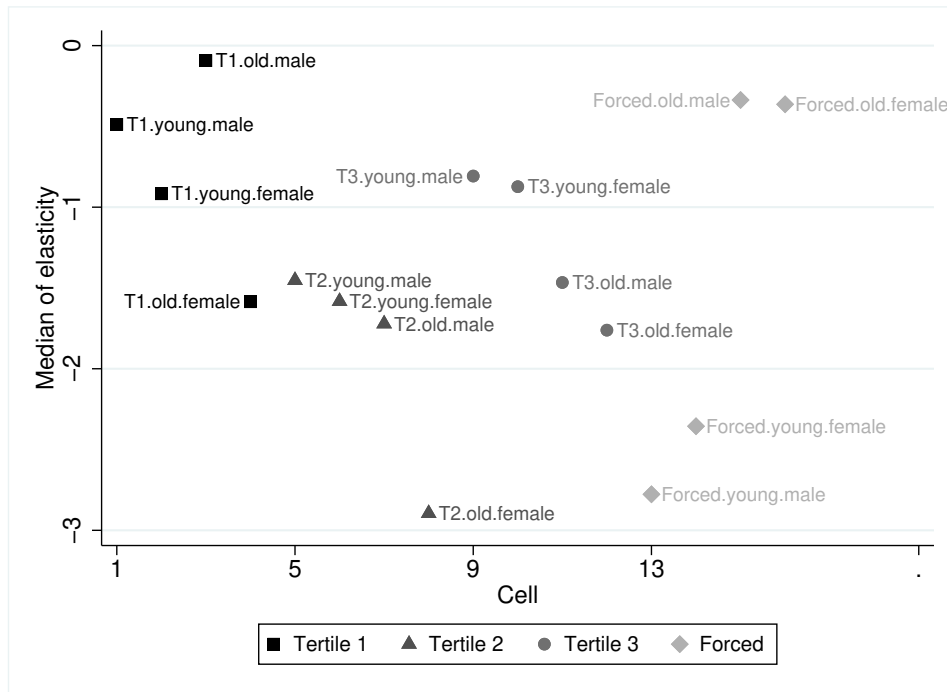 Median of elasticity
0
−1
−2
−3
T1.old.male
Forced.old.male
Forced.old.female
T1.young.male
T3.young.male
T3.young.female
T1.young.female
T2.young.male
T3.old.male
T1.old.female
T2.young.female
T2.old.male
T3.old.female
Forced.young.female
Forced.young.male
T2.old.female
1 5 9 13 .
Cell
Tertile 1 Tertile 2 Tertile 3 Forced